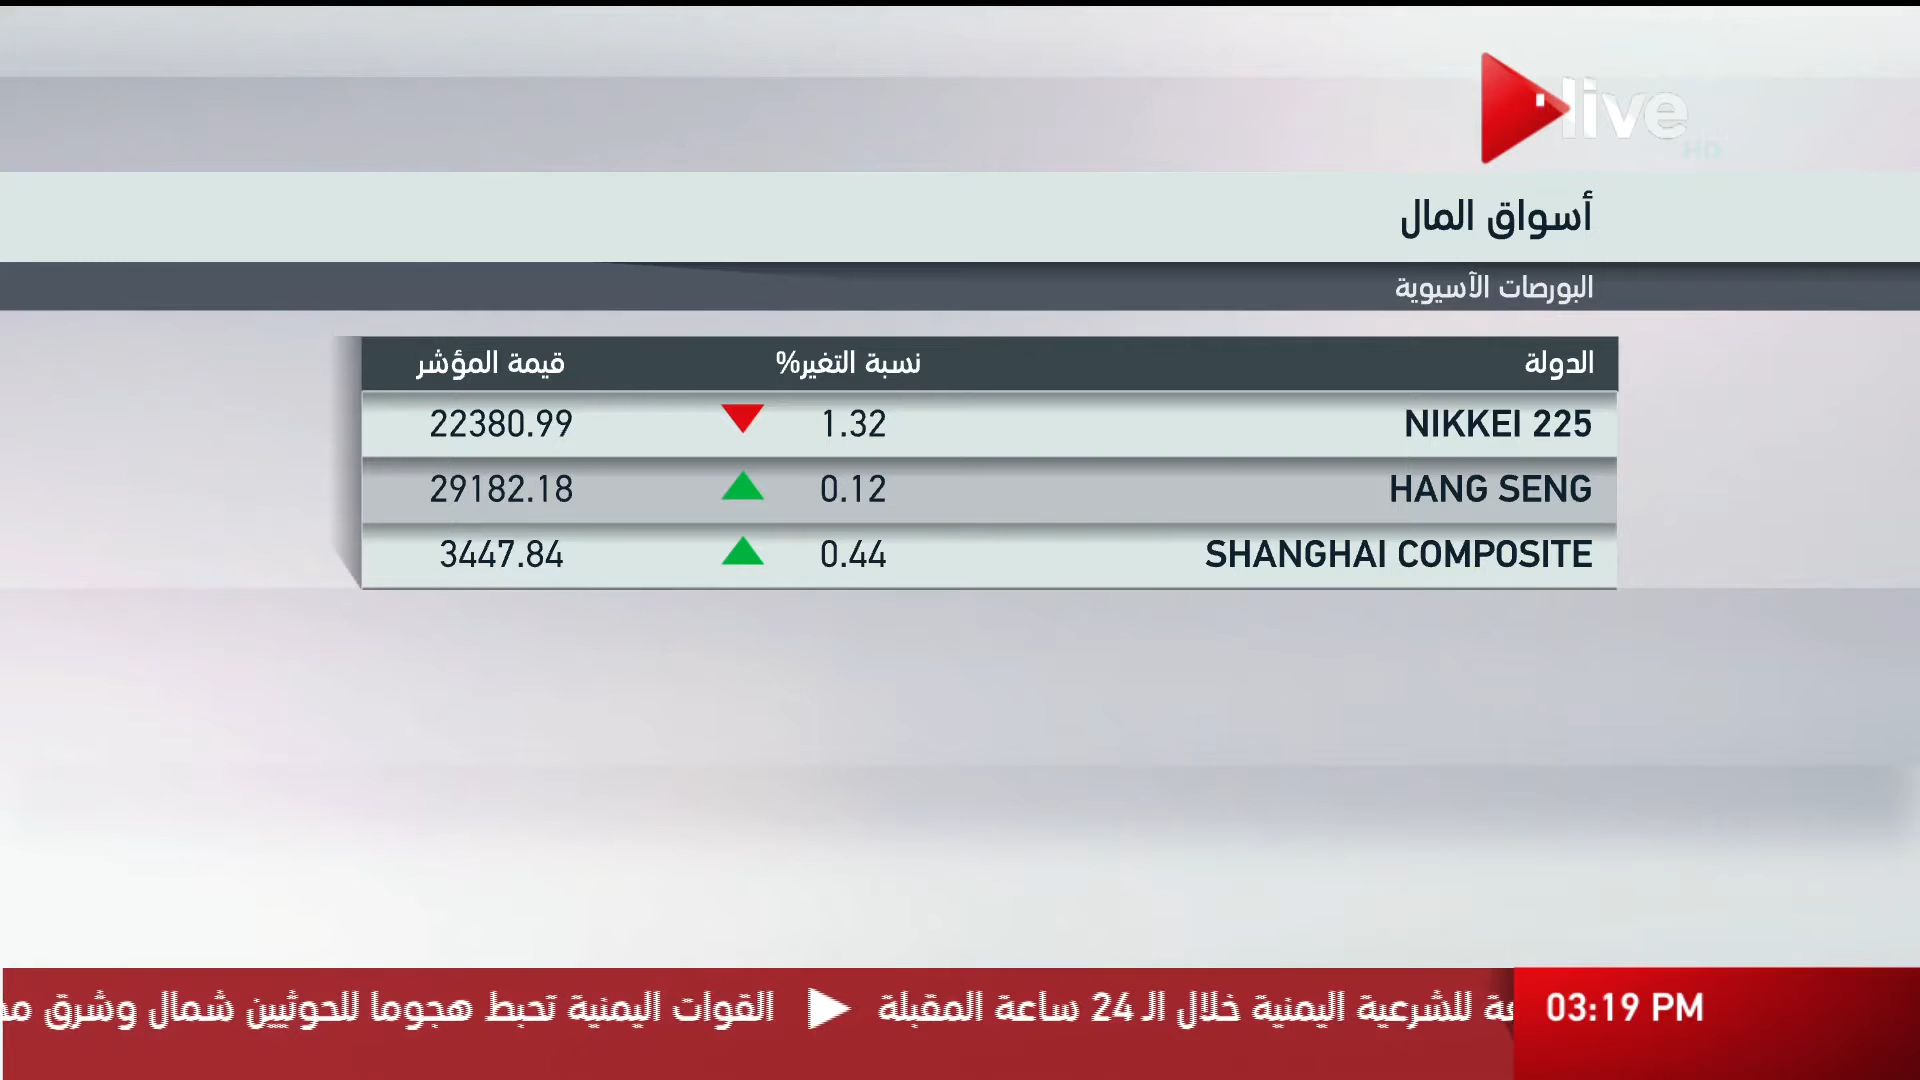 live
HD
أسواق المال
البورصات الآسيوية
الدولة نسبة التغير% قيمة المؤشر
NIKKEI 225 1.32 22380.99
HANG SENG 0.12 29182.18
SHANGHAI COMPOSITE 0.44 3447.84
للشرعية اليمنية خلال الـ 24 ساعة المقبلة القوات اليمنية تحبط هجوما للحوثيين شمال وشرق
03:19 PM